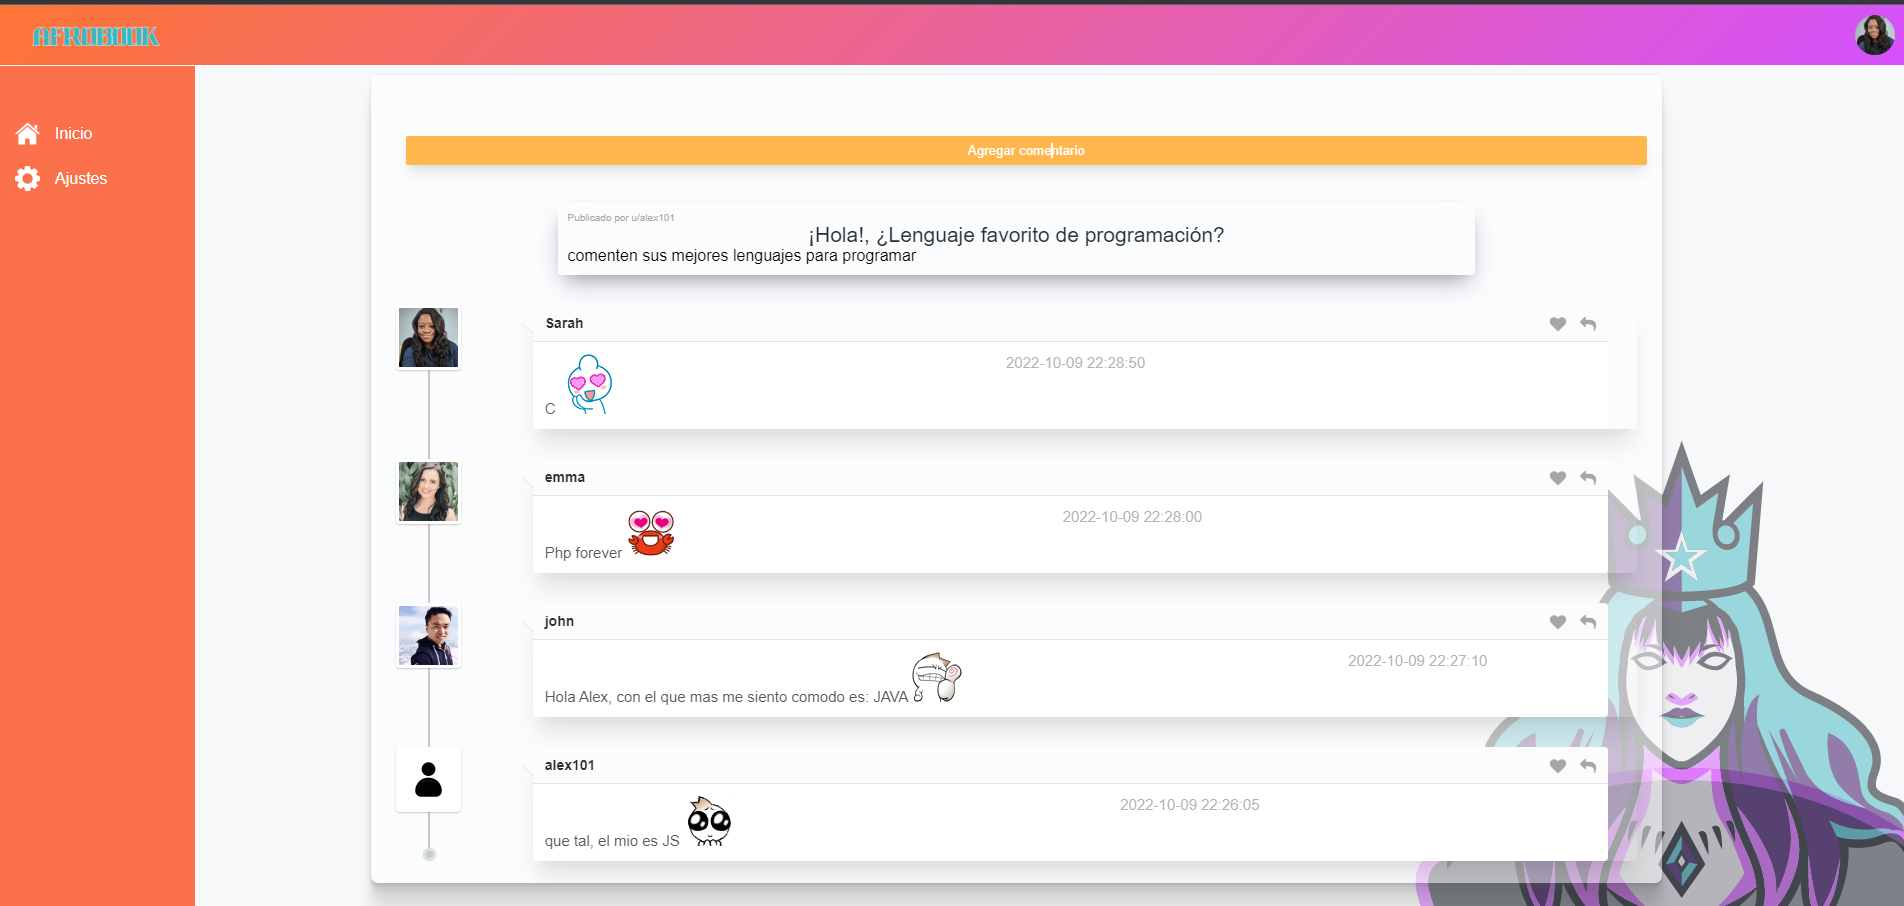 AFROBOOK
Inicio
Ajustes
Agregar comentario
Publicado por u/alex101
¡Hola!, ¿Lenguaje favorito de programación?
comenten sus mejores lenguajes para programar
Sarah
2022-10-09 22:28:50
C
emma
2022-10-09 22:28:00
Php forever
john
2022-10-09 22:27:10
Hola Alex, con el que mas me siento comodo es: JAVA
alex101
2022-10-09 22:26:05
que tal, el mio es JS